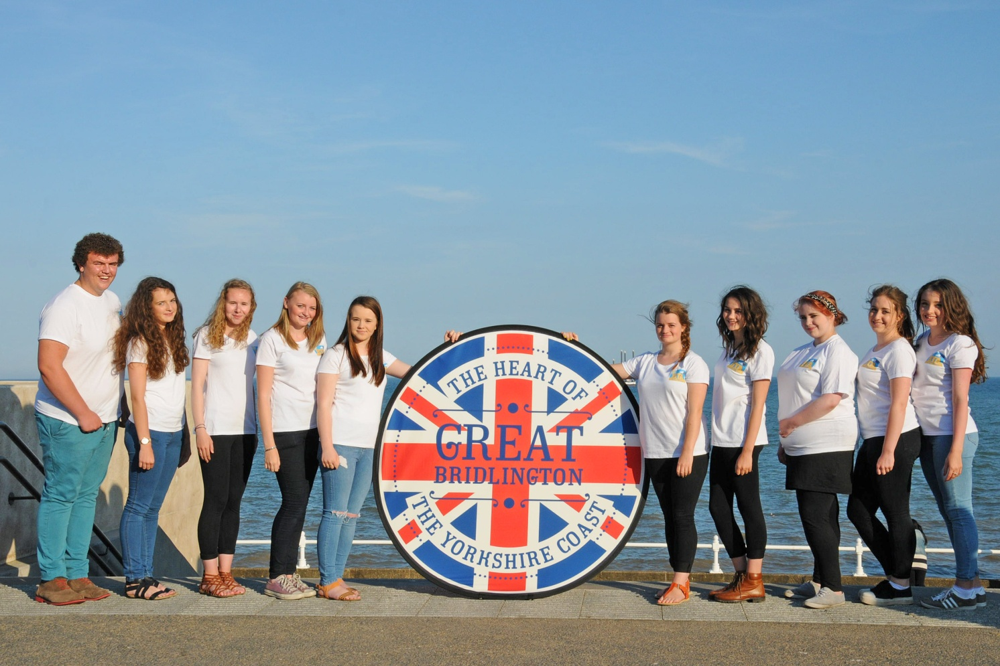 THE HEART OF
GREAT
BRIDLINGTON
THE YORKSHIRE COAST